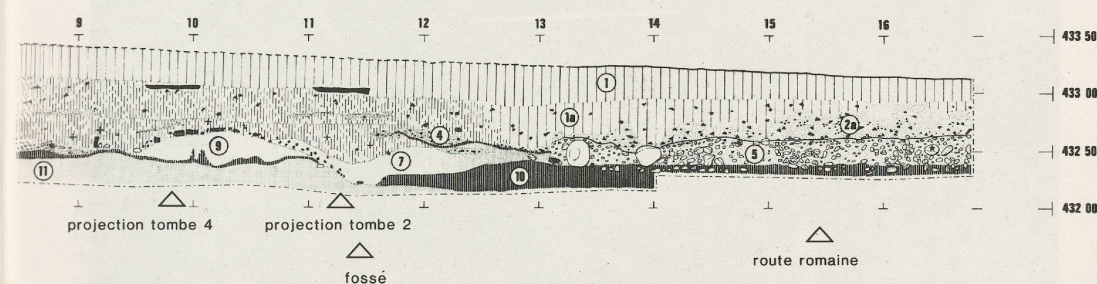 9 10 11 12 13 14 15 16
433 50
1
433 00
1a 2a
4
9 7 5 432 50
11 10
432 00
projection tombe 4 projection tombe 2
route romaine
fossé